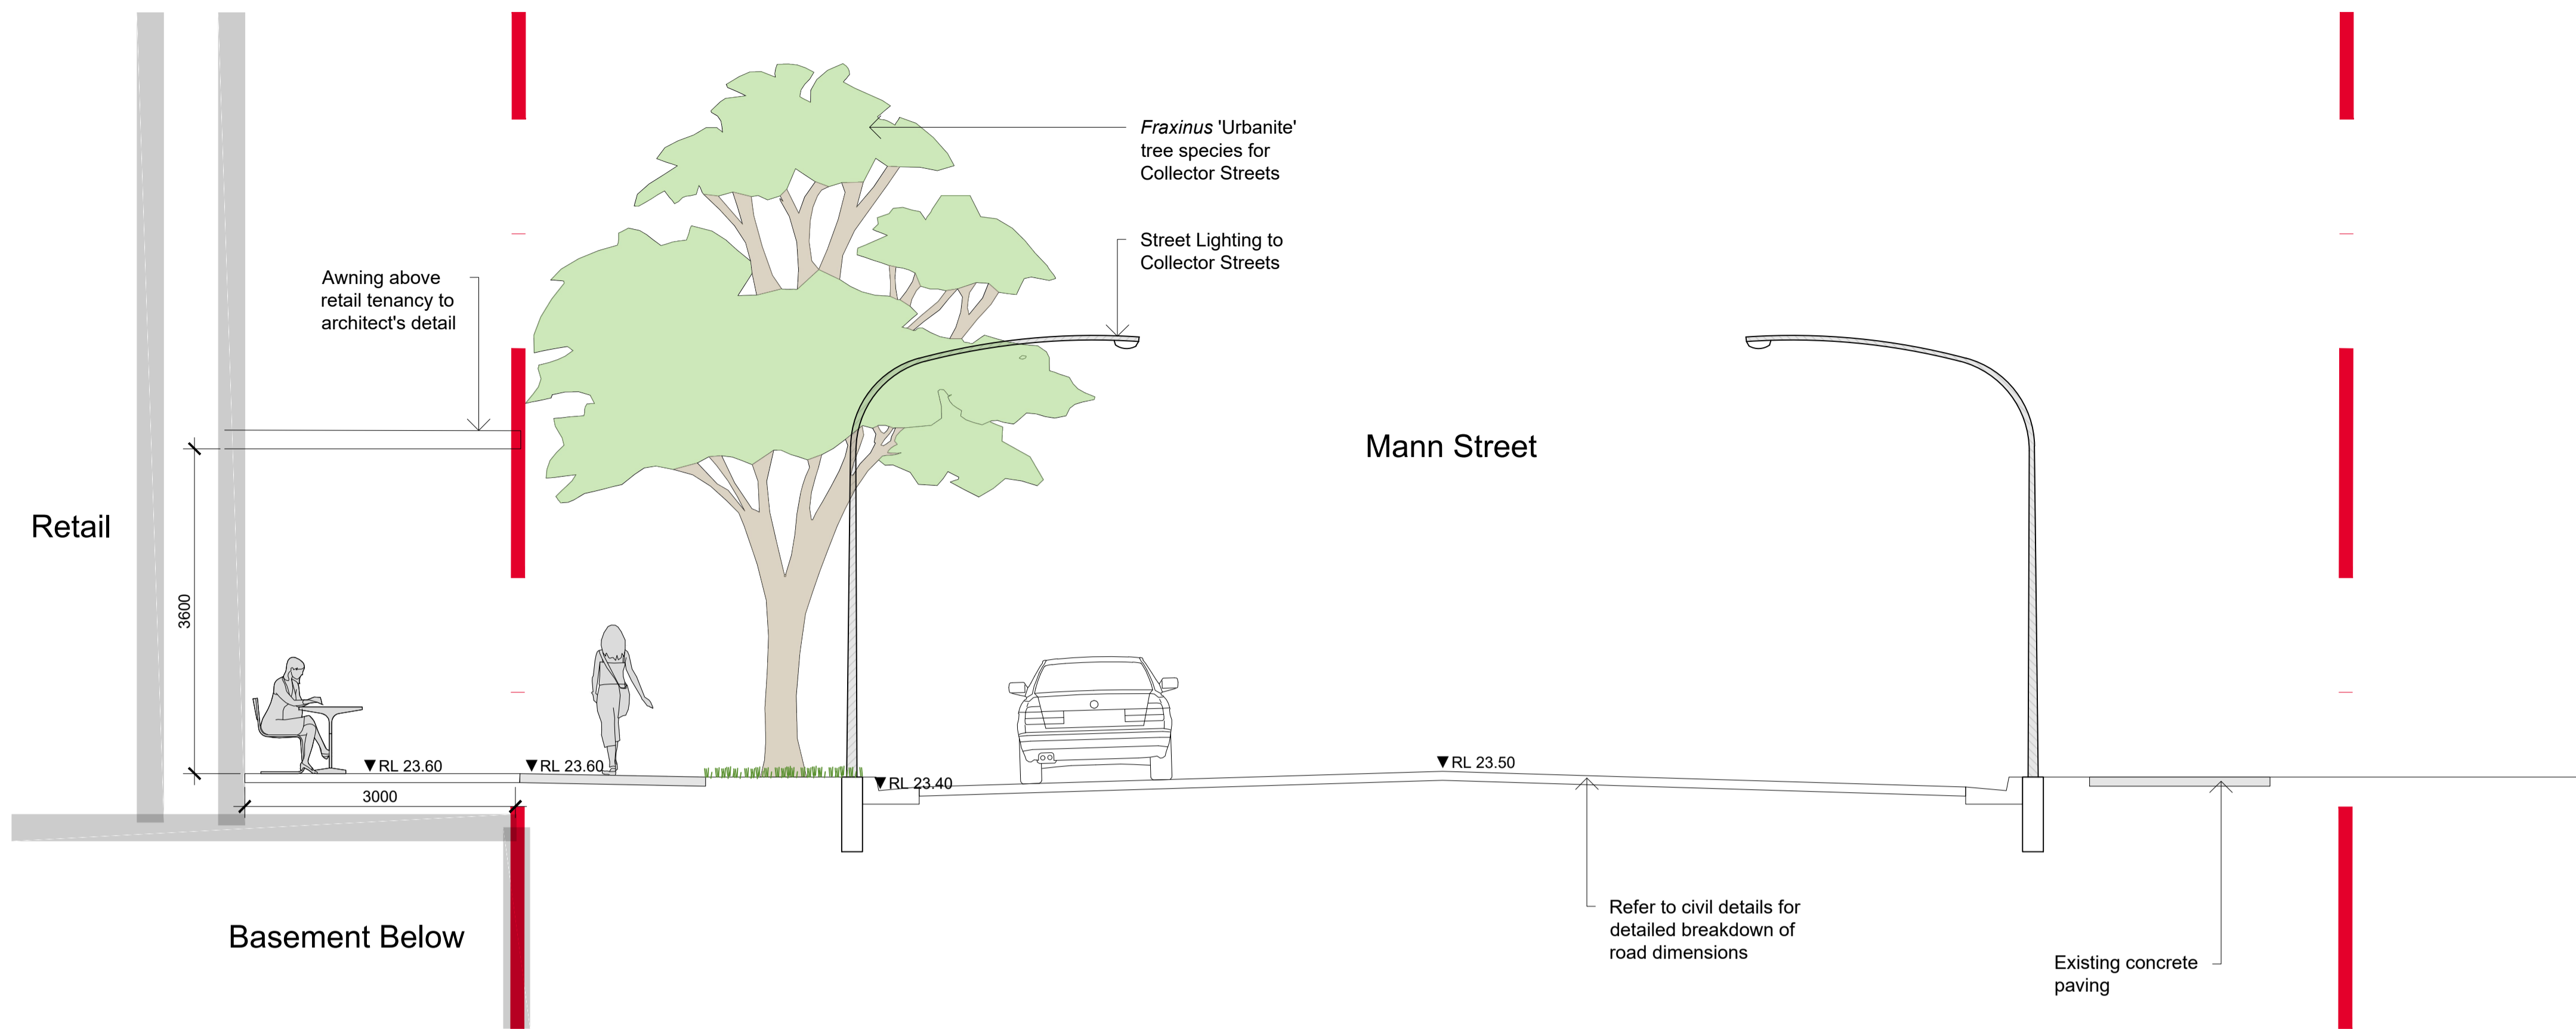 Fraxinus 'Urbanite'
tree species for
Collector Streets
Street Lighting to
Collector Streets
Awning above
retail tenancy to
architect's detail
Mann Street
Retail
3600
RL 23.60
RL 23.60
RL 23.40
RL 23.50
3000
Basement Below
Refer to civil details for
detailed breakdown of
road dimensions
Existing concrete
paving